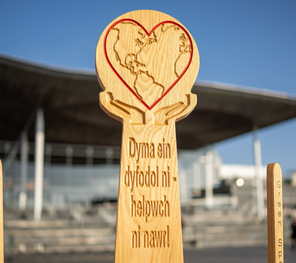 Dyma ein
dyfodol ni -
helpwch
ni nawr!